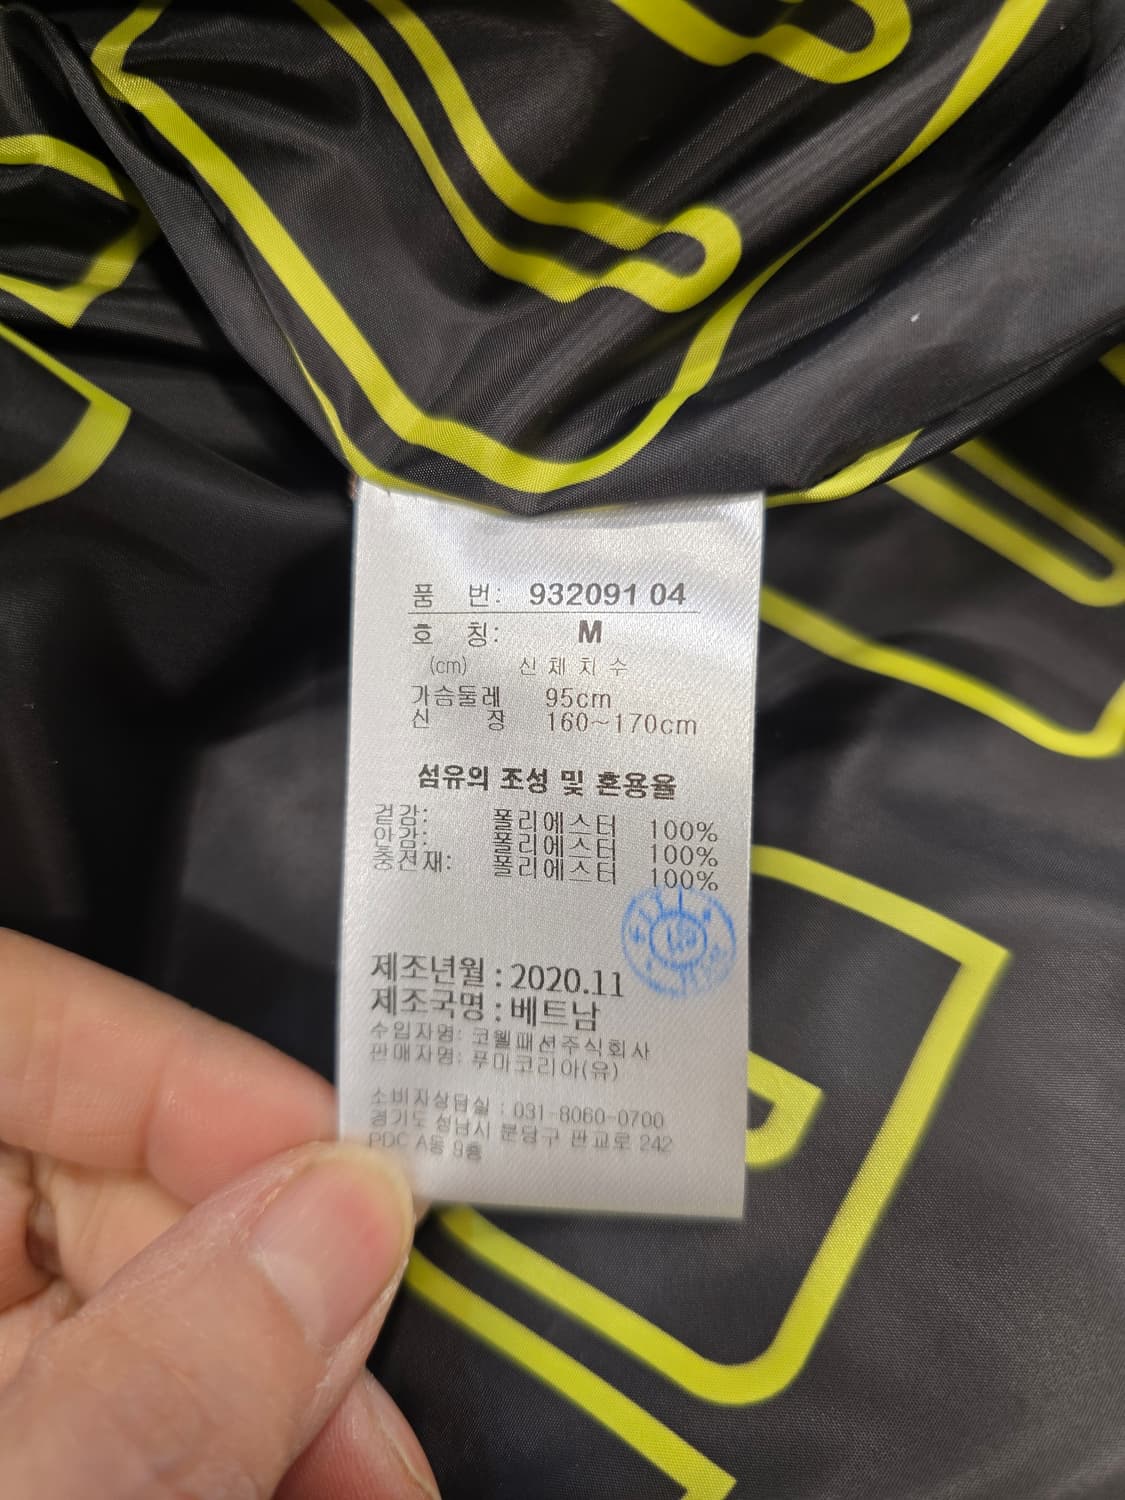 품 번: 932091 04
호 칭: M
(cm) 신 체 치 수
가슴둘레 95cm
신 장 160~170cm
섬유의 조성 및 혼용율
겉감: 폴리에스터 100%
안감: 폴리에스터 100%
충전재: 폴리에스터 100%
제조년월 : 2020.11
제조국명 : 베트남
수입자명: 코웰패션주식회사
판매자명: 푸마코리아(유)
소비자상담실 : 031-8060-0700
경기도 성남시 분당구 판교로 242
PDC A동 9층